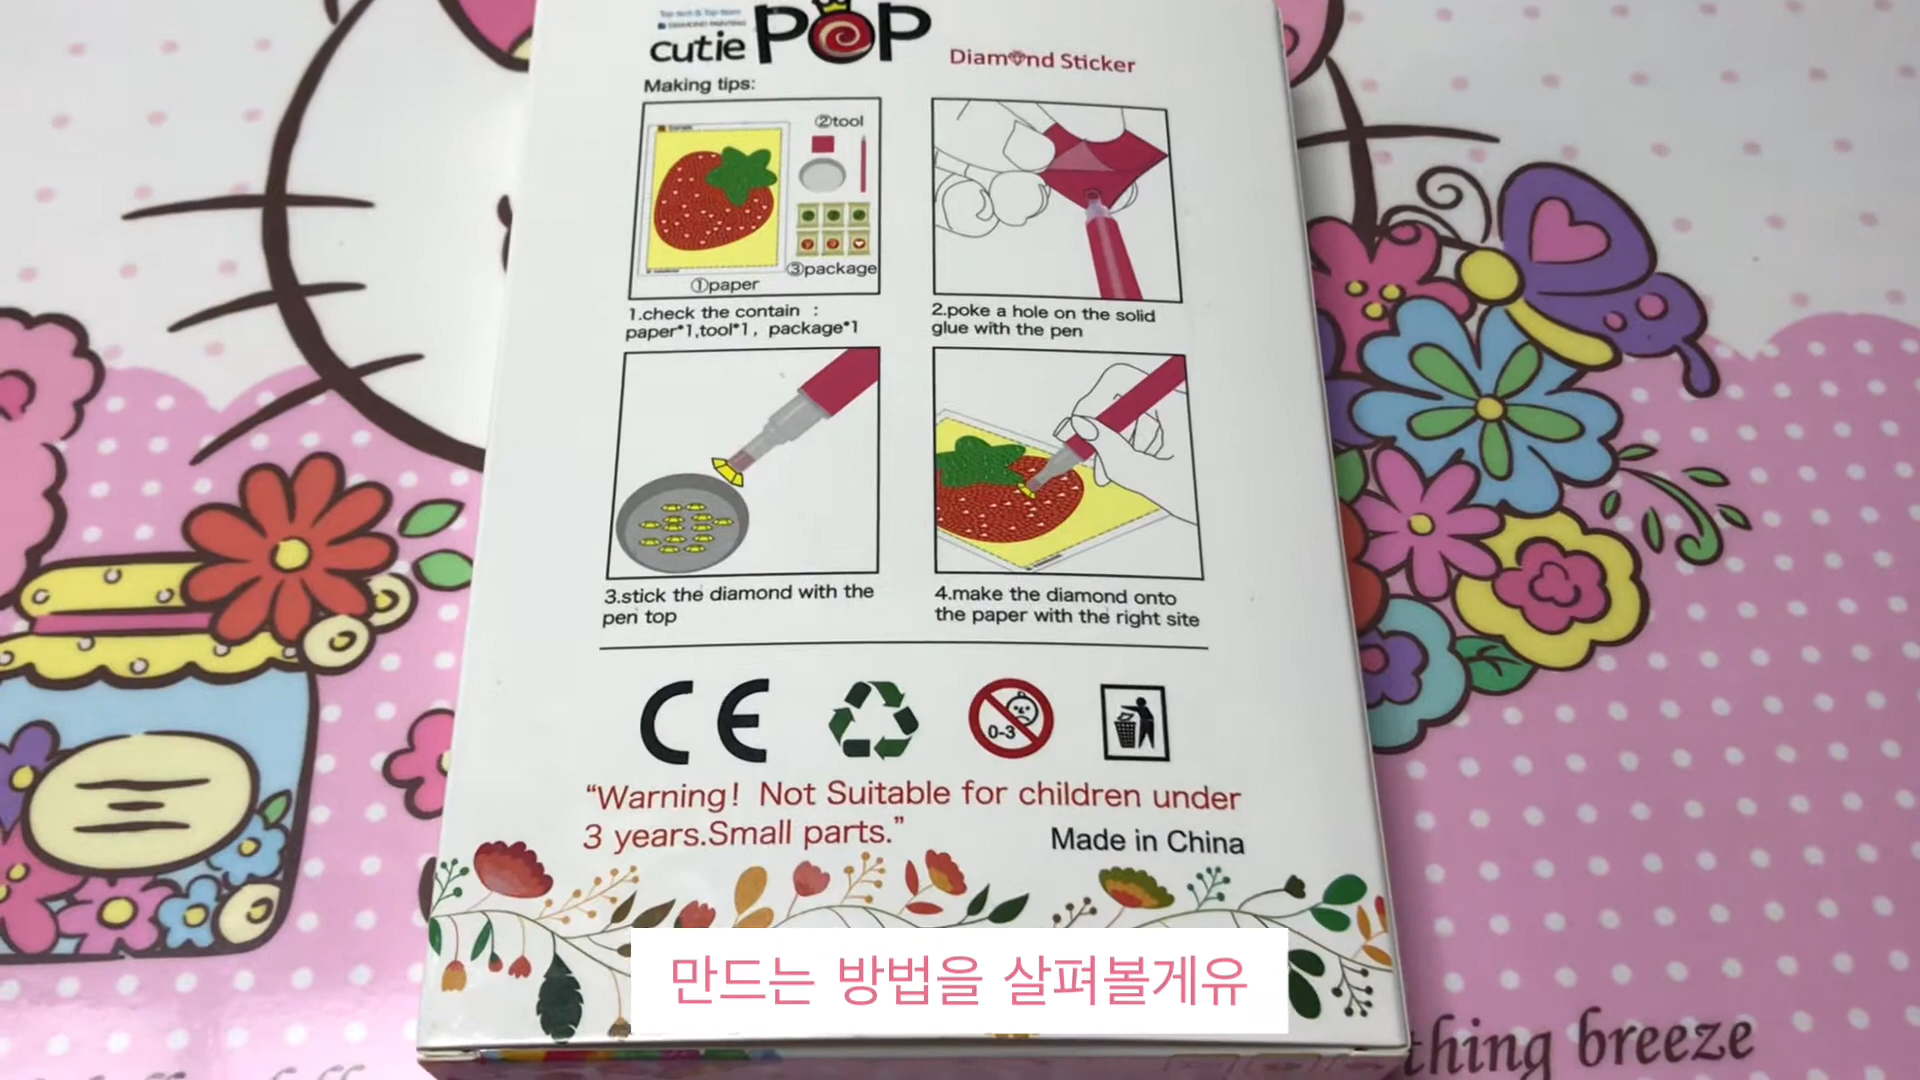 cutie POP
Diamond Sticker
Making tips:
②tool
③package
①paper
1.check the contain :
paper*1,tool*1, package*1
2.poke a hole on the solid
glue with the pen
3.stick the diamond with the
pen top
4.make the diamond onto
the paper with the right site
CE
0-3
“Warning! Not Suitable for children under
3 years.Small parts.”
Made in China
만드는 방법을 살펴볼게유
thing breeze